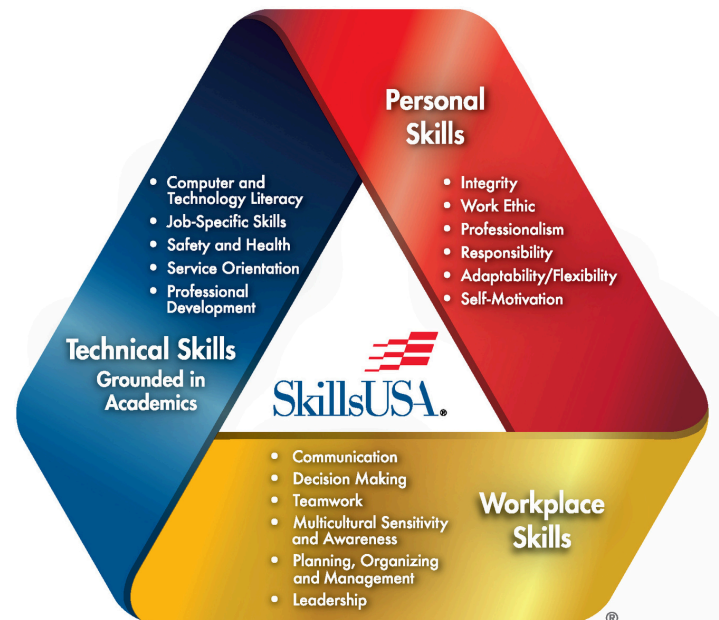 Personal
Skills
• Integrity
• Work Ethic
• Professionalism
• Responsibility
• Adaptability/Flexibility
• Self-Motivation
• Computer and
Technology Literacy
• Job-Specific Skills
• Safety and Health
• Service Orientation
• Professional
Development
Technical Skills
Grounded in
Academics
SkillsUSA®
• Communication
• Decision Making
• Teamwork
• Multicultural Sensitivity
and Awareness
• Planning, Organizing
and Management
• Leadership
Workplace
Skills
®